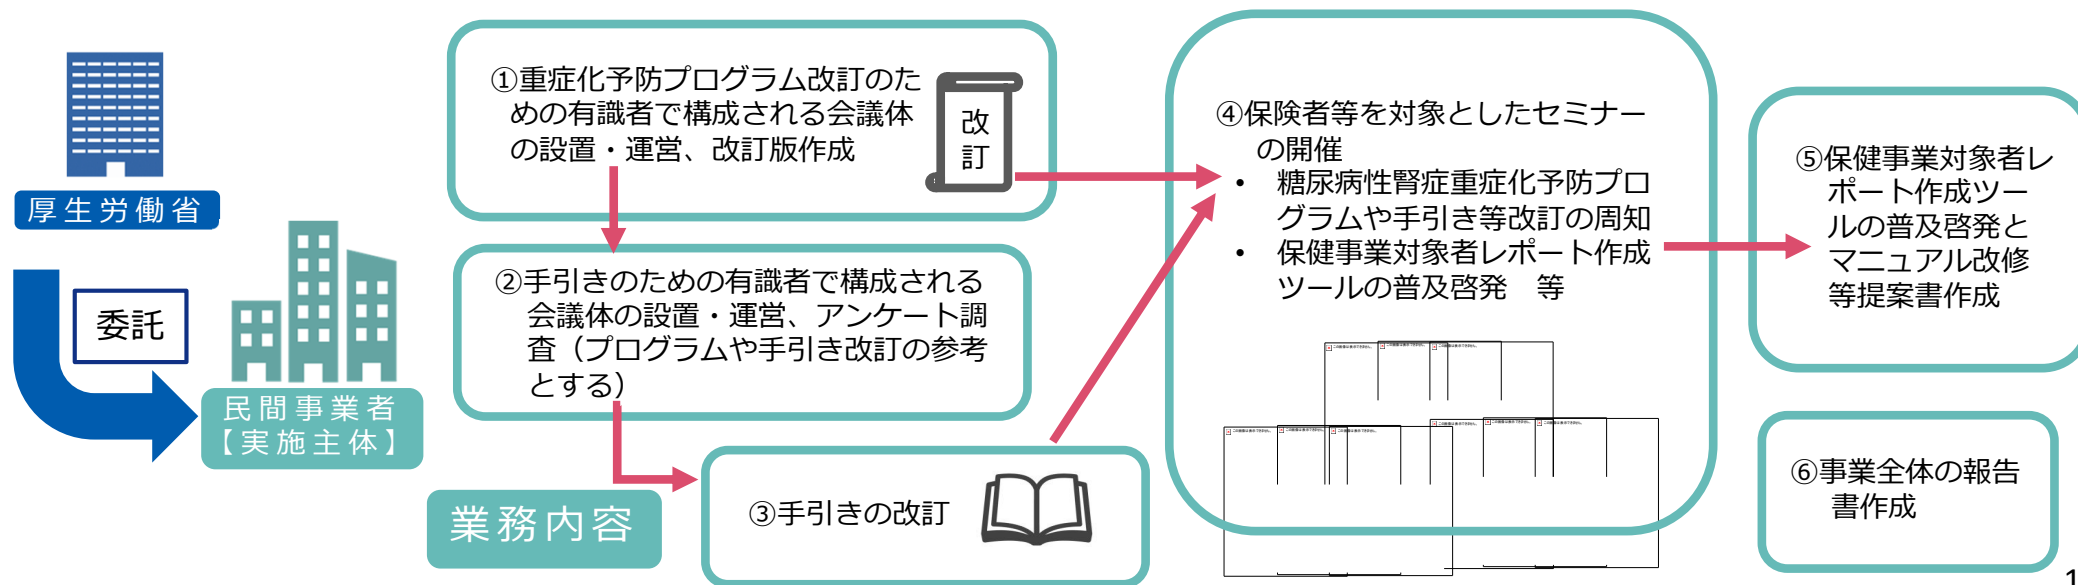 厚生労働省
委託
民間事業者
【実施主体】
業務内容
①重症化予防プログラム改訂のた
めの有識者で構成される会議体
の設置・運営、改訂版作成
改
訂
②手引きのための有識者で構成される
会議体の設置・運営、アンケート調
査（プログラムや手引き改訂の参考
とする）
③手引きの改訂
④保険者等を対象としたセミナー
の開催
• 糖尿病性腎症重症化予防プロ
グラムや手引き等改訂の周知
• 保健事業対象者レポート作成
ツールの普及啓発　等
⑤保健事業対象者レ
ポート作成ツー
ルの普及啓発と
マニュアル改修
等提案書作成
⑥事業全体の報告
書作成
1